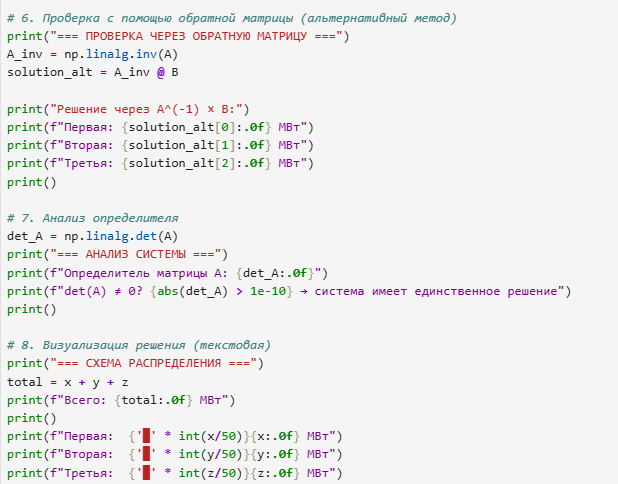 # 6. Проверка с помощью обратной матрицы (альтернативный метод)
print("=== ПРОВЕРКА ЧЕРЕЗ ОБРАТНУЮ МАТРИЦУ ===")
A_inv = np.linalg.inv(A)
solution_alt = A_inv @ B
print("Решение через A^(-1) × B:")
print(f"Первая: {solution_alt[0]:.0f} МВт")
print(f"Вторая: {solution_alt[1]:.0f} МВт")
print(f"Третья: {solution_alt[2]:.0f} МВт")
print()
# 7. Анализ определителя
det_A = np.linalg.det(A)
print("=== АНАЛИЗ СИСТЕМЫ ===")
print(f"Определитель матрицы A: {det_A:.0f}")
print(f"det(A) ≠ 0? {abs(det_A) > 1e-10} → система имеет единственное решение")
print()
# 8. Визуализация решения (текстовая)
print("=== СХЕМА РАСПРЕДЕЛЕНИЯ ===")
total = x + y + z
print(f"Всего: {total:.0f} МВт")
print()
print(f"Первая:  {'█' * int(x/50)}{x:.0f} МВт")
print(f"Вторая:  {'█' * int(y/50)}{y:.0f} МВт")
print(f"Третья:  {'█' * int(z/50)}{z:.0f} МВт")